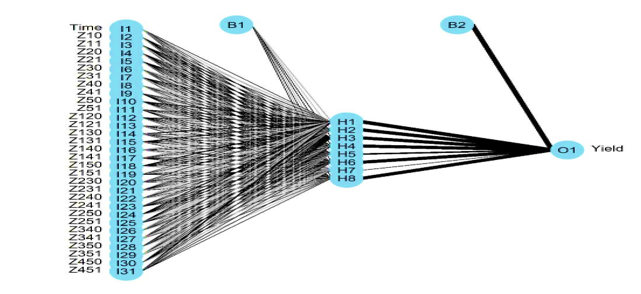 B1 B2
Time I1
Z10 I2
Z11 I3
Z20 I4
Z21 I5
Z30 I6
Z31 I7
Z40 I8
Z41 I9
Z50 I10
Z51 I11
Z120 I12
Z121 I13
Z130 I14
Z131 I15
Z140 I16
Z141 I17
Z150 I18
Z151 I19
Z230 I20
Z231 I21
Z240 I22
Z241 I23
Z250 I24
Z251 I25
Z340 I26
Z341 I27
Z350 I28
Z351 I29
Z450 I30
Z451 I31
H1
H2
H3
H4
H5
H6
H7
H8
O1 Yield